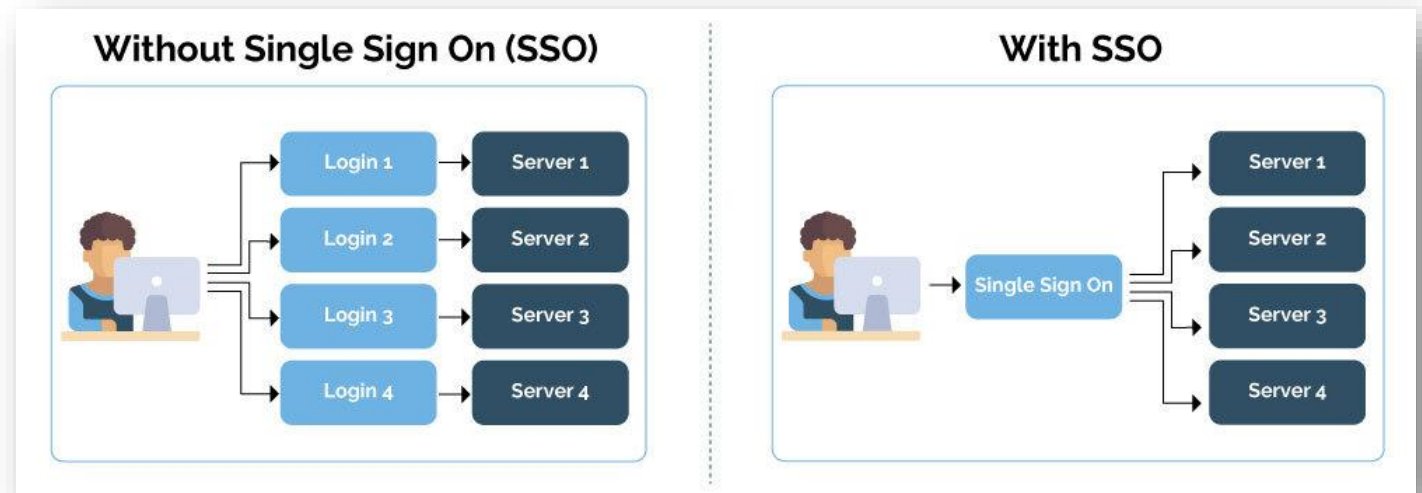 Without Single Sign On (SSO)
Login 1
Server 1
Login 2
Server 2
Login 3
Server 3
Login 4
Server 4
With SSO
Single Sign On
Server 1
Server 2
Server 3
Server 4